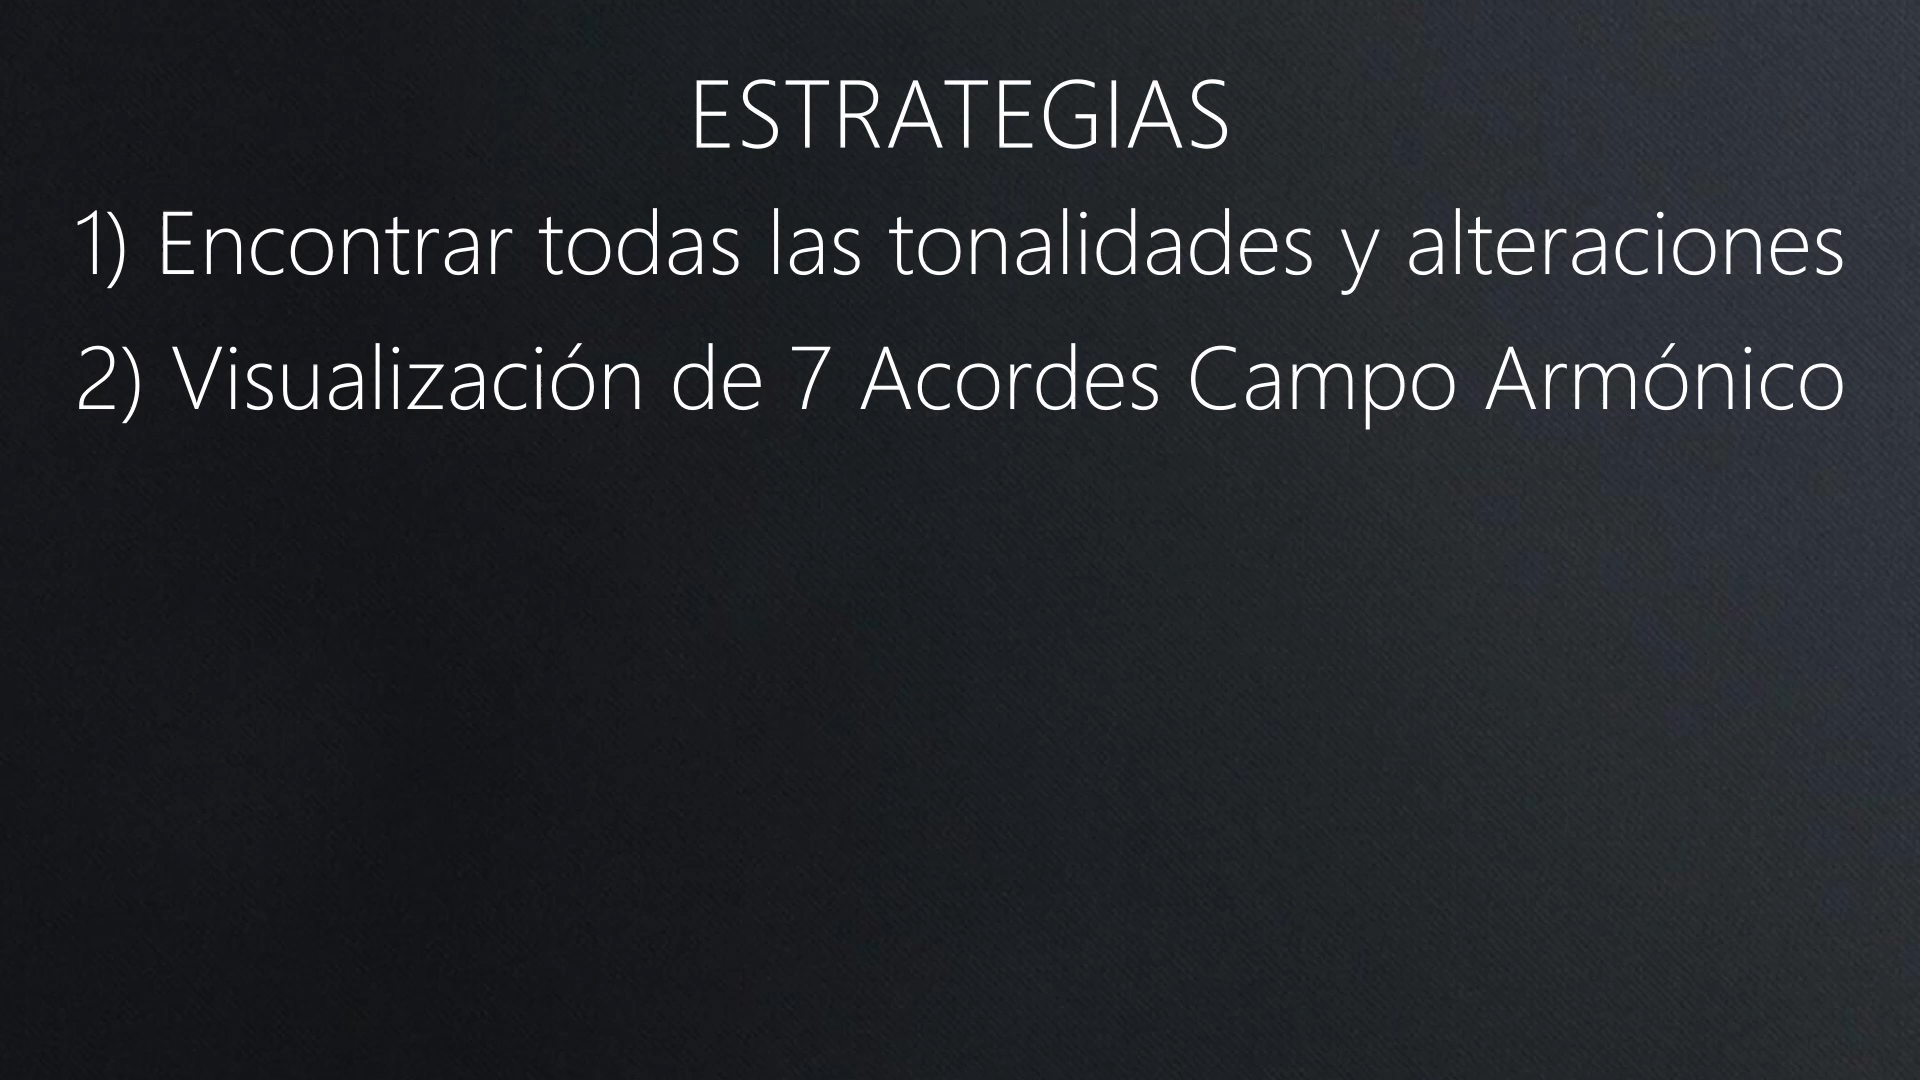 ESTRATEGIAS
1) Encontrar todas las tonalidades y alteraciones
2) Visualización de 7 Acordes Campo Armónico